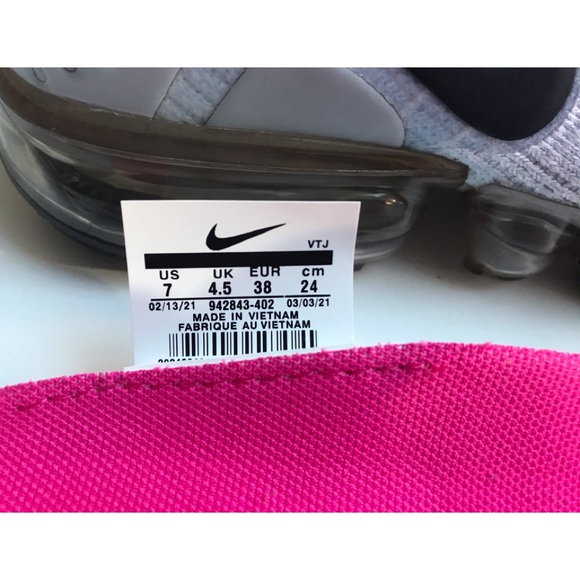 VTJ
US UK EUR cm
7 4.5 38 24
02/13/21 942843-402 03/03/21
MADE IN VIETNAM
FABRIQUE AU VIETNAM